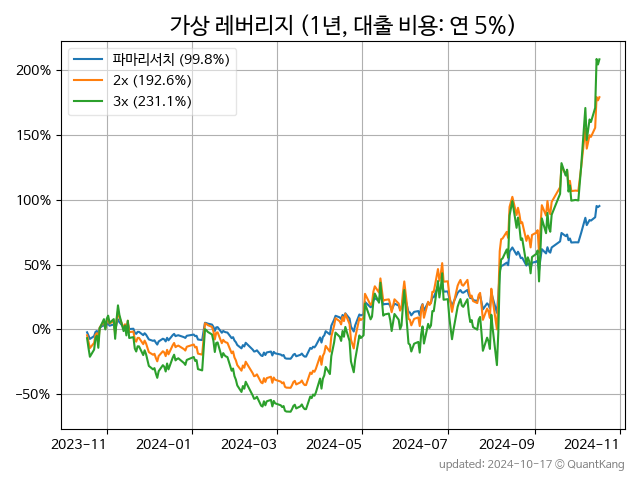 가상 레버리지 (1년, 대출 비용: 연 5%)
파마리서치 (99.8%)
2x (192.6%)
3x (231.1%)
200%
150%
100%
50%
0%
−50%
2023-11 2024-01 2024-03 2024-05 2024-07 2024-09 2024-11
updated: 2024-10-17 © QuantKang